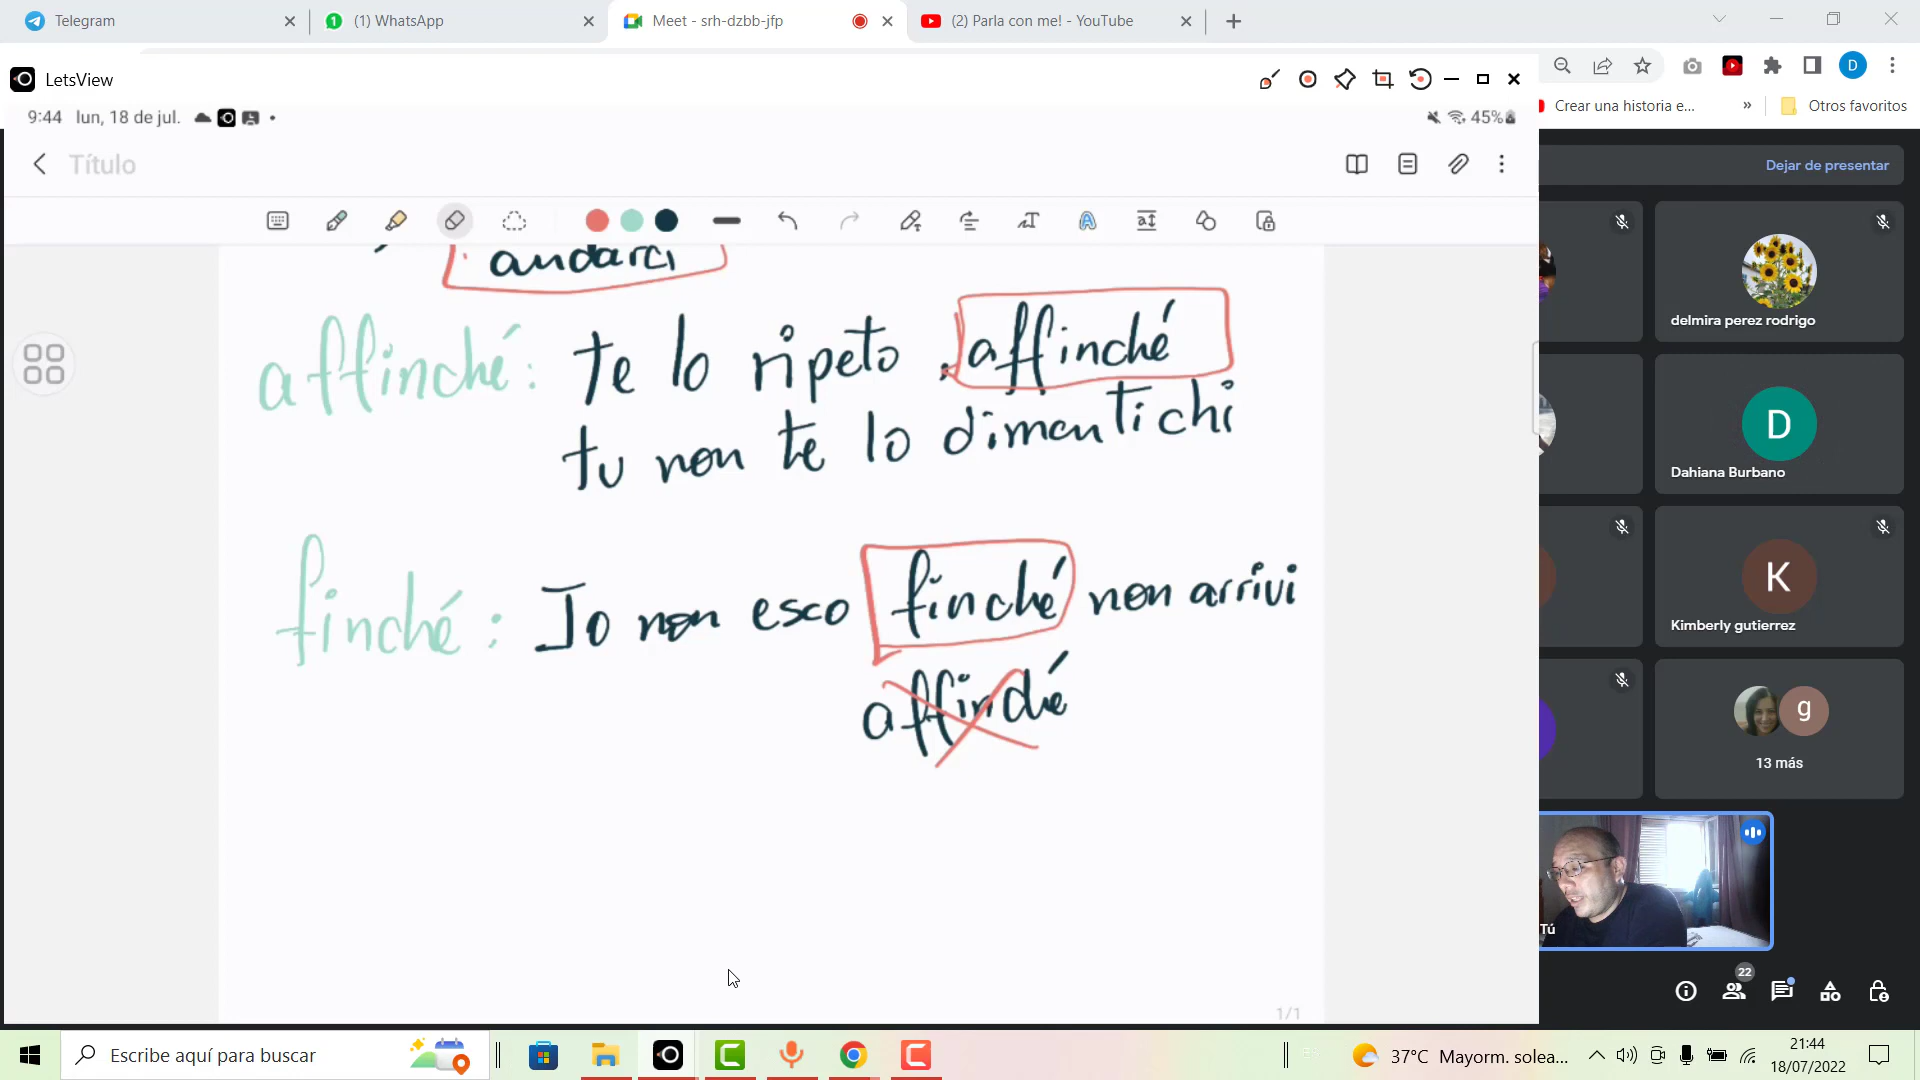 Telegram
(1) WhatsApp
Meet - srh-dzbb-jfp
(2) Parla con me! - YouTube
LetsView
D
Crear una historia e...
»
Otros favoritos
9:44 lun, 18 de jul.
45%
Título
Dejar de presentar
andarci
affinché: te lo ripeto, affinché
tu non te lo dimentichi
finché: Io non esco finché non arrivi
affinché
1/1
delmira perez rodrigo
D
Dahiana Burbano
K
Kimberly gutierrez
g
13 más
Tú
22
Escribe aquí para buscar
37°C Mayorm. solea...
21:44
18/07/2022